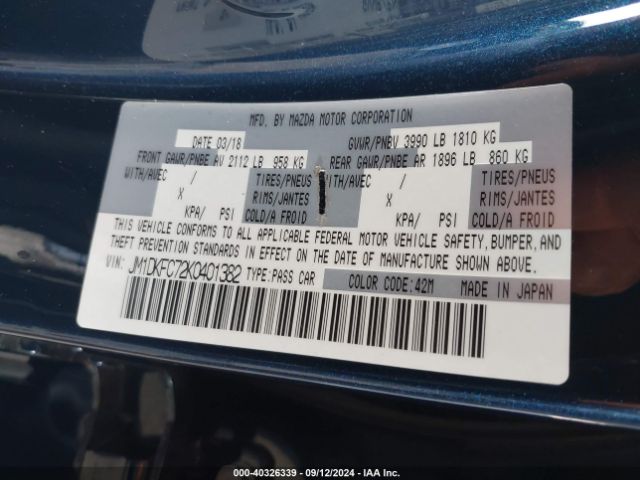 MFD. BY MAZDA MOTOR CORPORATION
DATE 03/18 GVWR/PNBV 3990 LB 1810 KG
FRONT GAWR/PNBE AV 2112 LB 958 KG REAR GAWR/PNBE AR 1896 LB 860 KG
WITH/AVEC / TIRES/PNEUS WITH/AVEC / TIRES/PNEUS
X RIMS/JANTES X RIMS/JANTES
KPA/ PSI COLD/A FROID KPA/ PSI COLD/A FROID
THIS VEHICLE CONFORMS TO ALL APPLICABLE FEDERAL MOTOR VEHICLE SAFETY, BUMPER, AND
THEFT PREVENTION STANDARDS IN EFFECT ON THE DATE OF MANUFACTURE SHOWN ABOVE.
VIN: JM1DKFC72K0401382 TYPE:PASS CAR COLOR CODE:42M MADE IN JAPAN
000-40326339 - 09/12/2024 - IAA Inc.